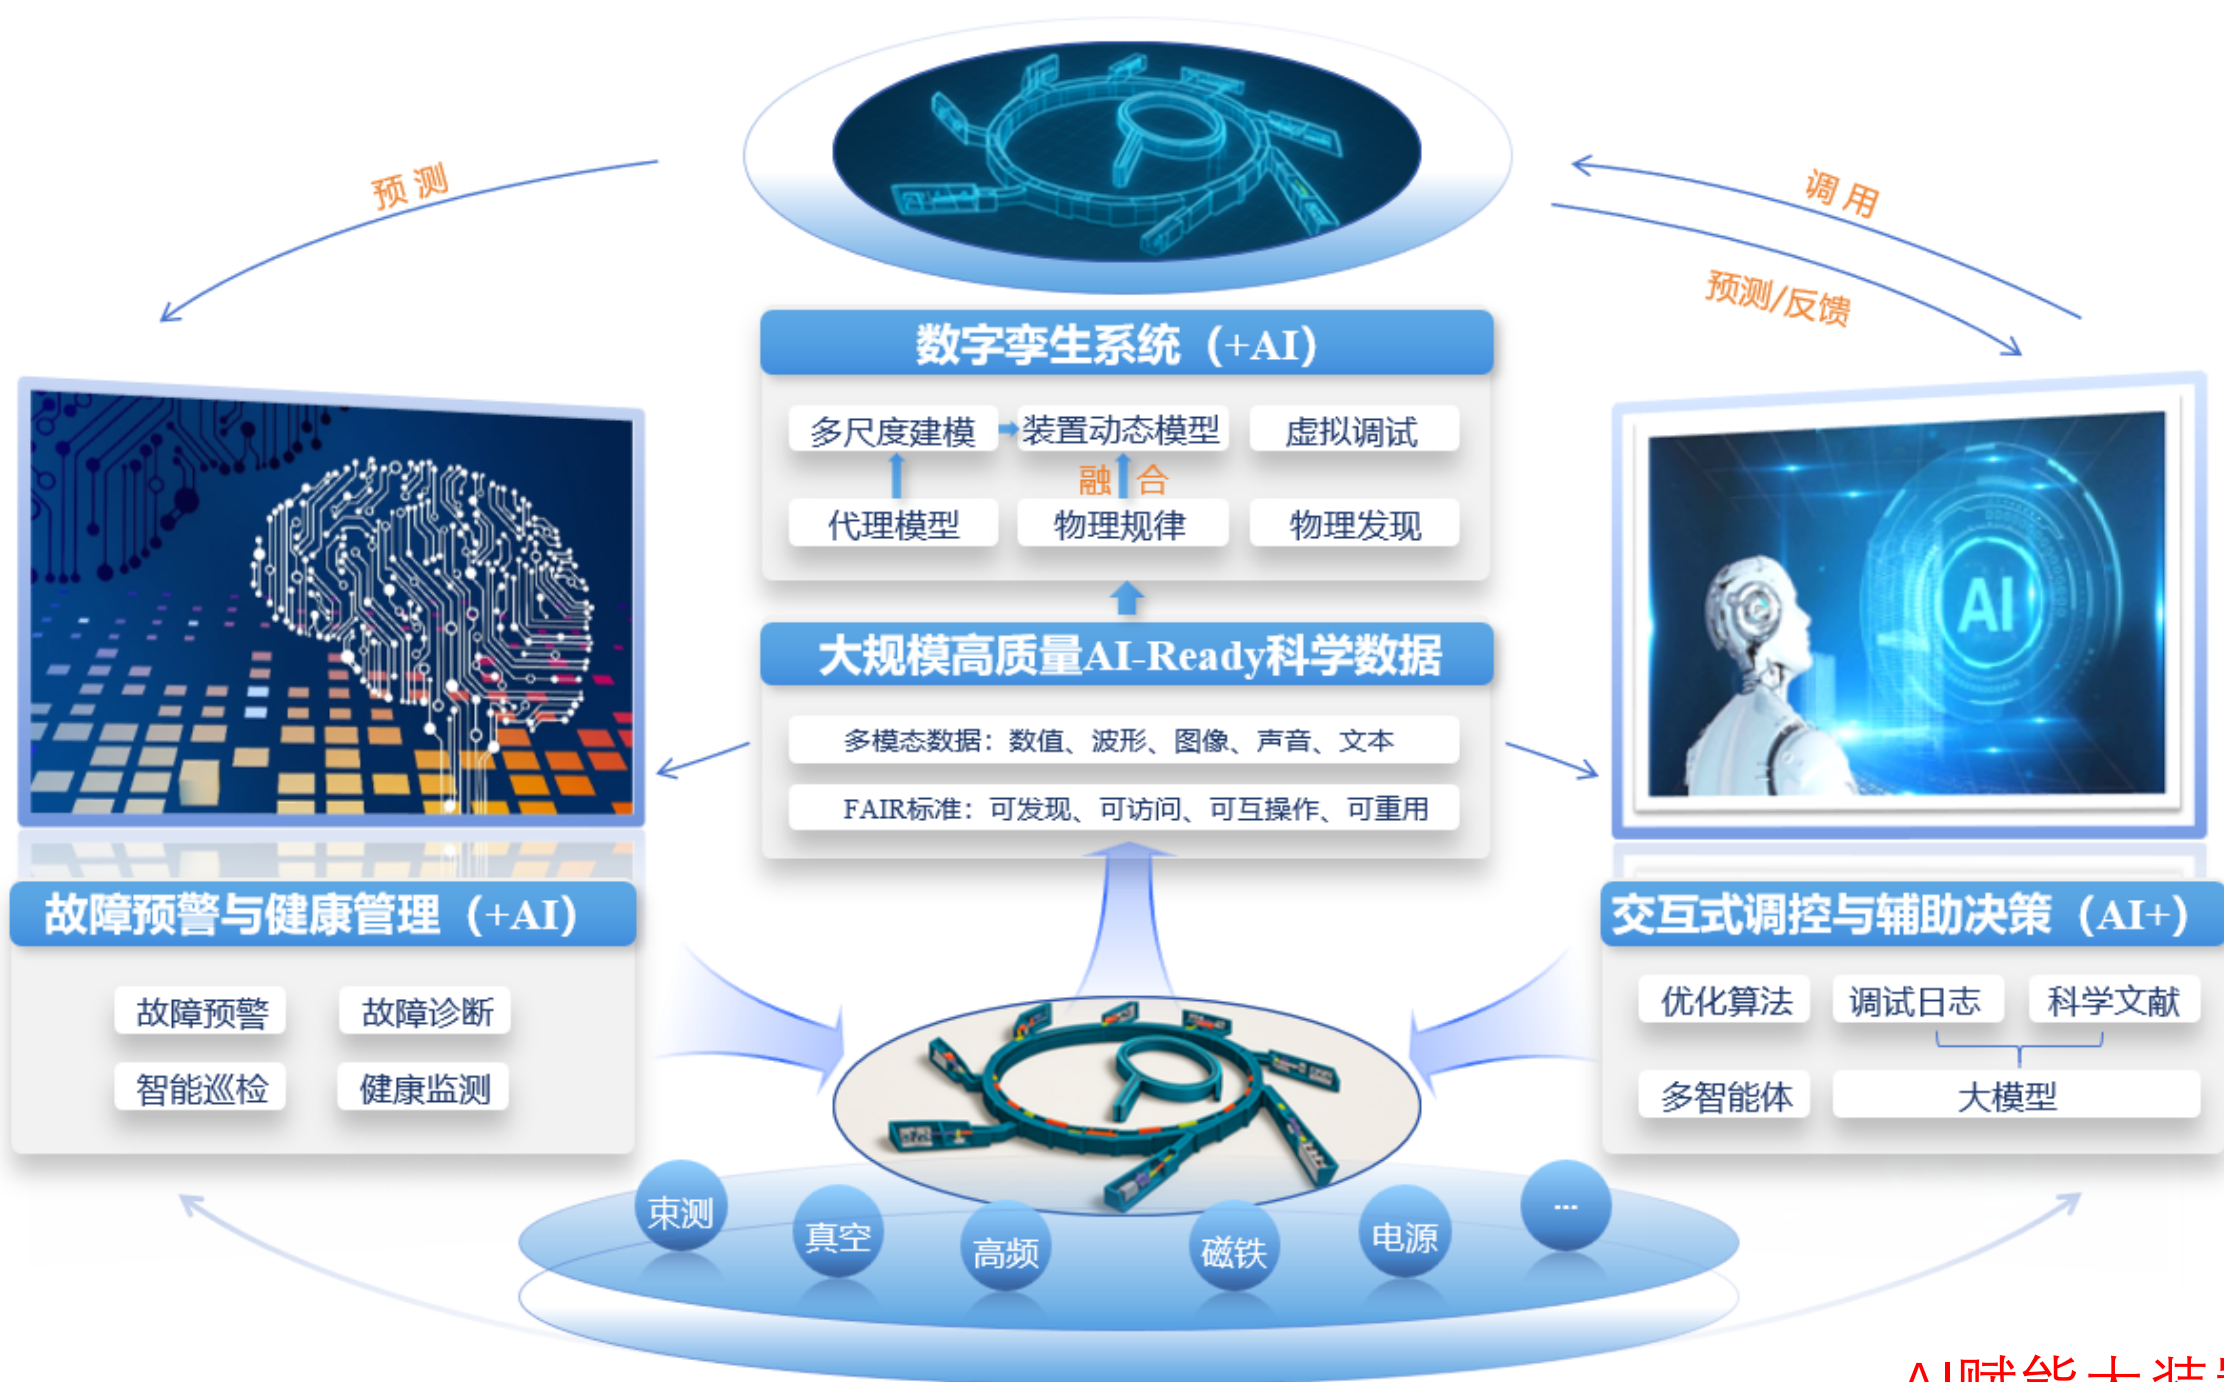 预 测
调 用
预测/反馈
数字孪生系统（+AI）
多尺度建模
装置动态模型
虚拟调试
融 合
代理模型
物理规律
物理发现
大规模高质量AI-Ready科学数据
多模态数据：数值、波形、图像、声音、文本
FAIR标准：可发现、可访问、可互操作、可重用
AI
故障预警与健康管理（+AI）
故障预警
故障诊断
智能巡检
健康监测
交互式调控与辅助决策（AI+）
优化算法
调试日志
科学文献
多智能体
大模型
束测
真空
高频
磁铁
电源
...
AI赋能大装置